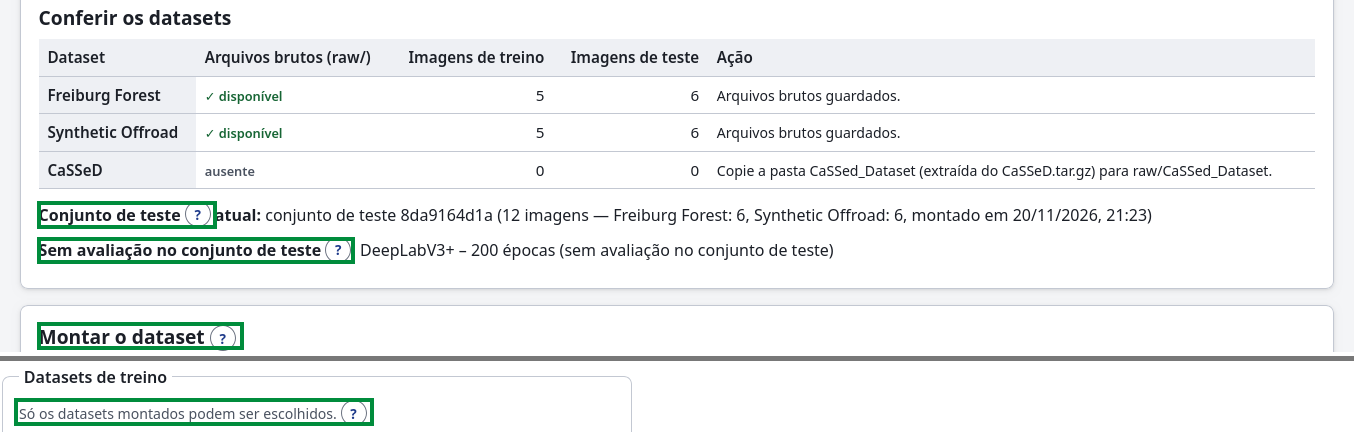 Conferir os datasets
Dataset Arquivos brutos (raw/) Imagens de treino Imagens de teste Ação
Freiburg Forest ✓ disponível 5 6 Arquivos brutos guardados.
Synthetic Offroad ✓ disponível 5 6 Arquivos brutos guardados.
CaSSeD ausente 0 0 Copie a pasta CaSSed_Dataset (extraída do CaSSeD.tar.gz) para raw/CaSSed_Dataset.
Conjunto de teste ? atual: conjunto de teste 8da9164d1a (12 imagens — Freiburg Forest: 6, Synthetic Offroad: 6, montado em 20/11/2026, 21:23)
Sem avaliação no conjunto de teste ? DeepLabV3+ – 200 épocas (sem avaliação no conjunto de teste)
Montar o dataset ?
Datasets de treino
Só os datasets montados podem ser escolhidos. ?